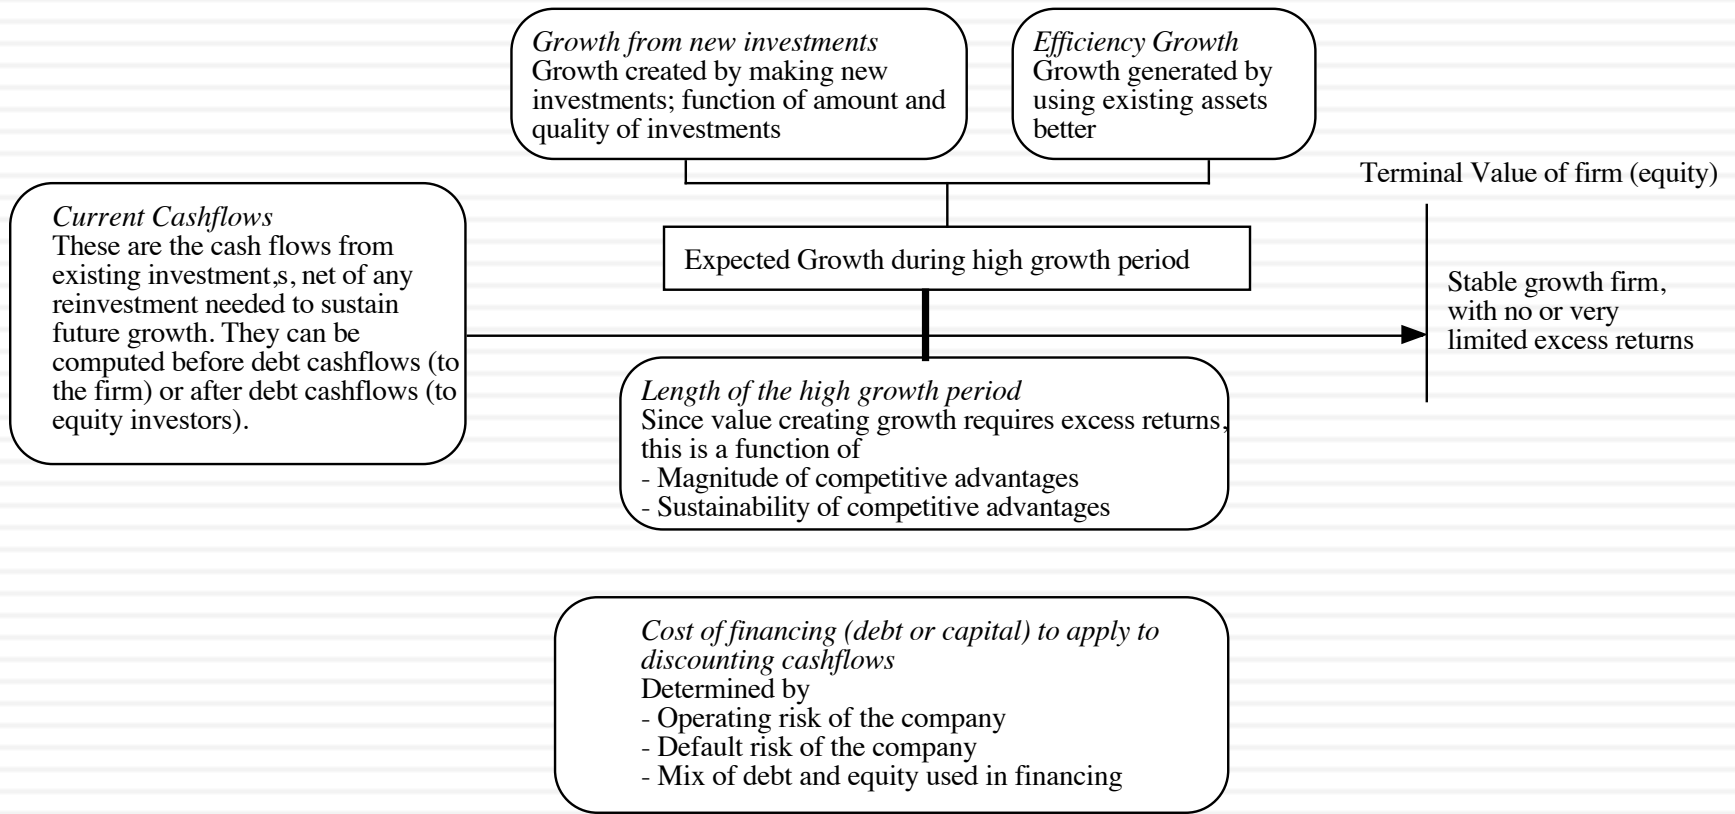 Growth from new investments
Growth created by making new
investments; function of amount and
quality of investments
Efficiency Growth
Growth generated by
using existing assets
better
Terminal Value of firm (equity)
Current Cashflows
These are the cash flows from
existing investment,s, net of any
reinvestment needed to sustain
future growth. They can be
computed before debt cashflows (to
the firm) or after debt cashflows (to
equity investors).
Expected Growth during high growth period
Stable growth firm,
with no or very
limited excess returns
Length of the high growth period
Since value creating growth requires excess returns,
this is a function of
- Magnitude of competitive advantages
- Sustainability of competitive advantages
Cost of financing (debt or capital) to apply to
discounting cashflows
Determined by
- Operating risk of the company
- Default risk of the company
- Mix of debt and equity used in financing